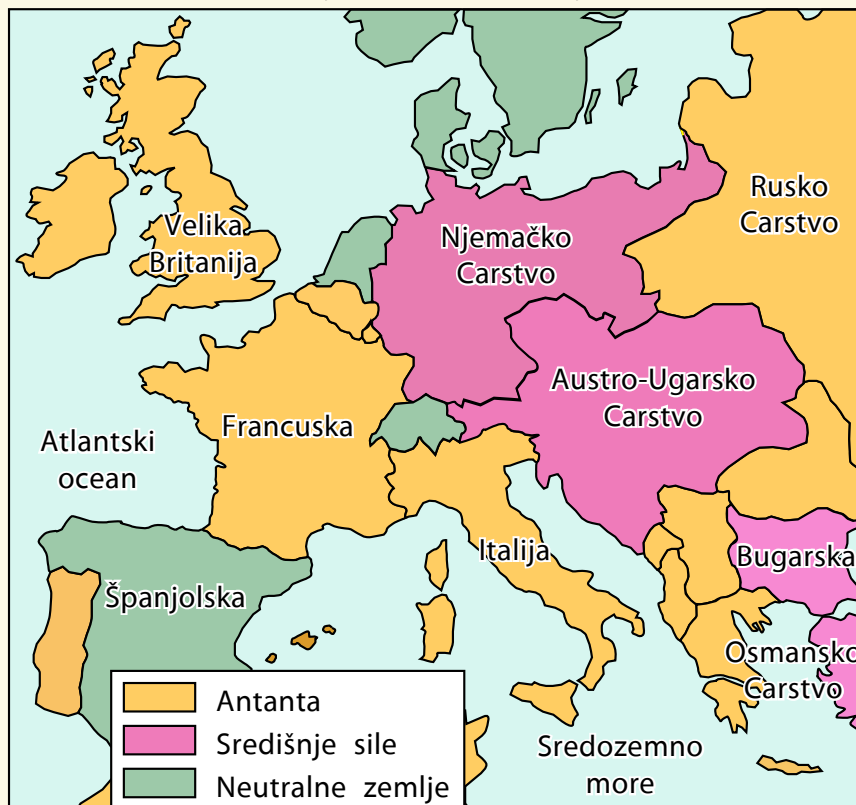 Velika
Britanija
Njemačko
Carstvo
Rusko
Carstvo
Austro-Ugarsko
Carstvo
Francuska
Atlantski
ocean
Italija
Bugarska
Španjolska
Osmansko
Carstvo
Sredozemno
more
Antanta
Središnje sile
Neutralne zemlje